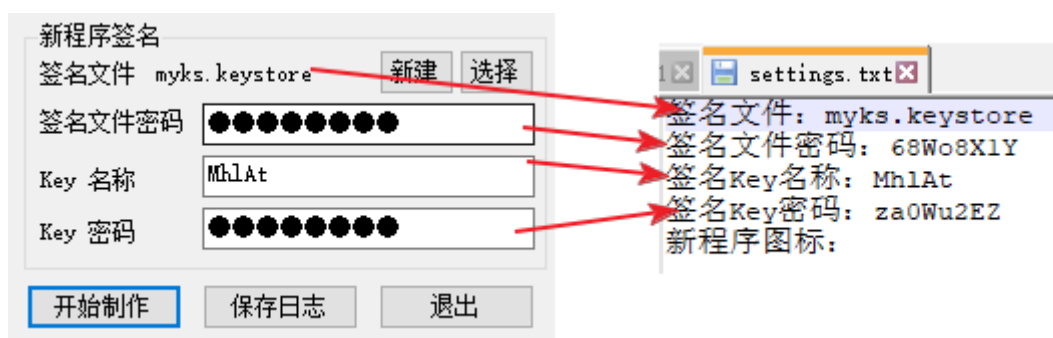 新程序签名
签名文件 myks.keystore 新建 选择
签名文件密码 ●●●●●●●●
Key 名称 MhlAt
Key 密码 ●●●●●●●●
开始制作 保存日志 退出
settings.txt
签名文件: myks.keystore
签名文件密码: 68Wo8X1Y
签名Key名称: MhlAt
签名Key密码: za0Wu2EZ
新程序图标: